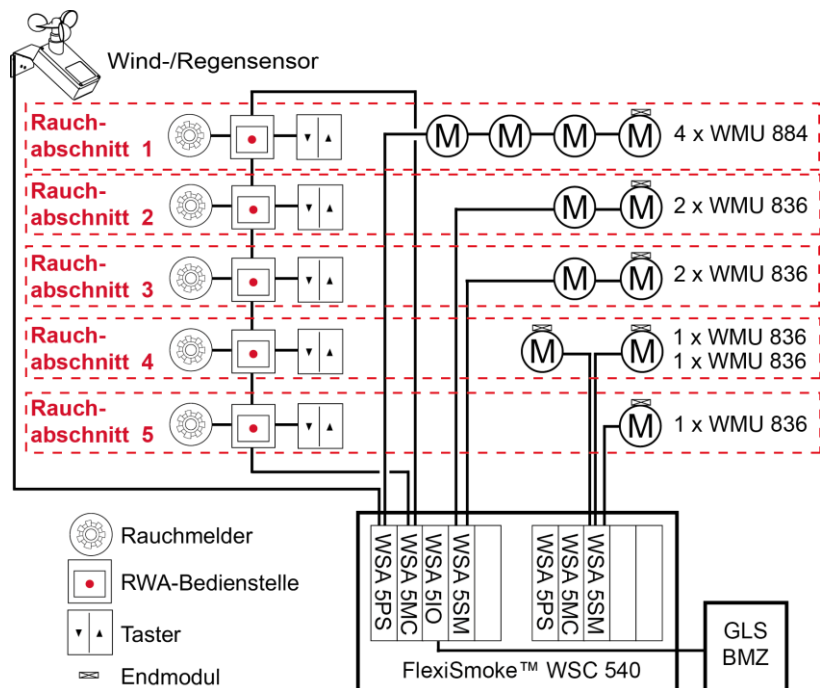 Wind-/Regensensor
Rauch-
abschnitt 1
M M M M
4 x WMU 884
Rauch-
abschnitt 2
M M
2 x WMU 836
Rauch-
abschnitt 3
M M
2 x WMU 836
Rauch-
abschnitt 4
M M
1 x WMU 836
1 x WMU 836
Rauch-
abschnitt 5
M
1 x WMU 836
WSA 5PS
WSA 5MC
WSA 5IO
WSA 5SM
WSA 5PS
WSA 5MC
WSA 5SM
FlexiSmoke™ WSC 540
GLS
BMZ
Rauchmelder
RWA-Bedienstelle
Taster
Endmodul